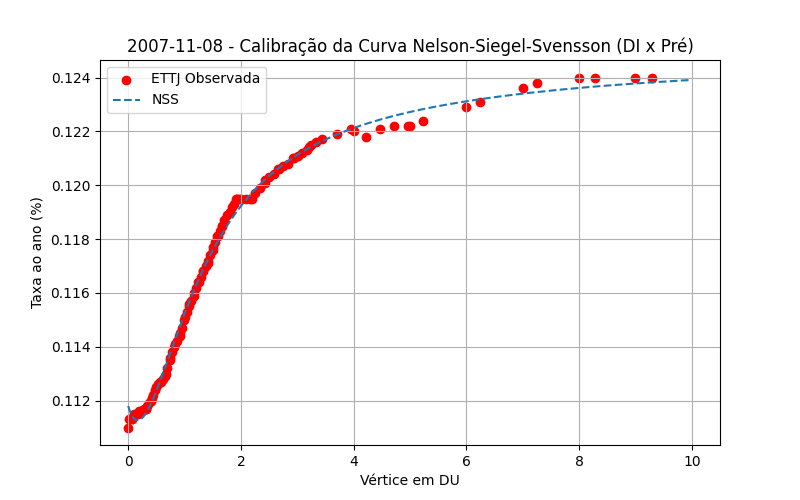 2007-11-08 - Calibração da Curva Nelson-Siegel-Svensson (DI x Pré)
ETTJ Observada
NSS
Taxa ao ano (%)
0.124
0.122
0.120
0.118
0.116
0.114
0.112
0 2 4 6 8 10
Vértice em DU